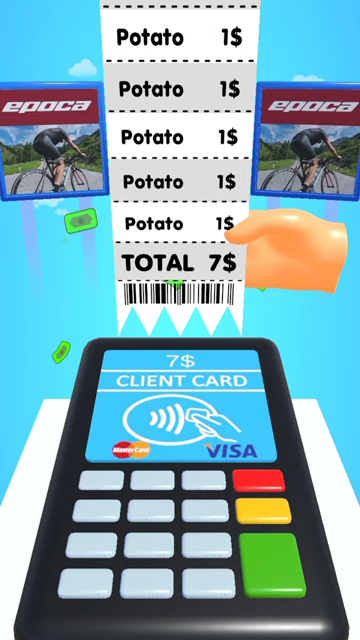 Potato 1$
Potato 1$
epoca
epoca
Potato 1$
Potato 1$
Potato 1$
TOTAL 7$
7$
CLIENT CARD
MasterCard
VISA